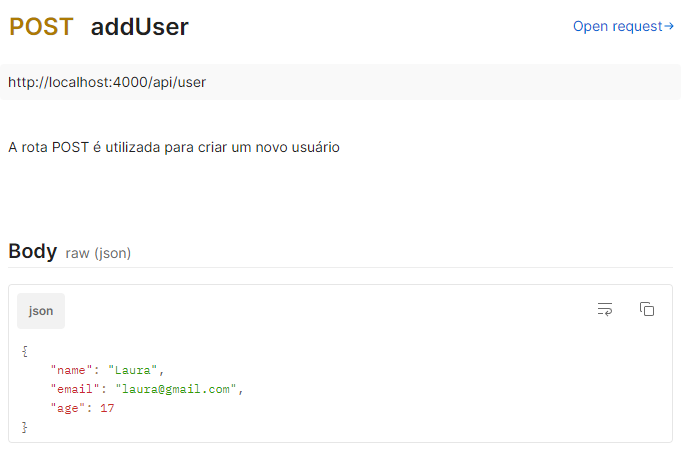 POST addUser
Open request→
http://localhost:4000/api/user
A rota POST é utilizada para criar um novo usuário
Body raw (json)
json
{
    "name": "Laura",
    "email": "laura@gmail.com",
    "age": 17
}